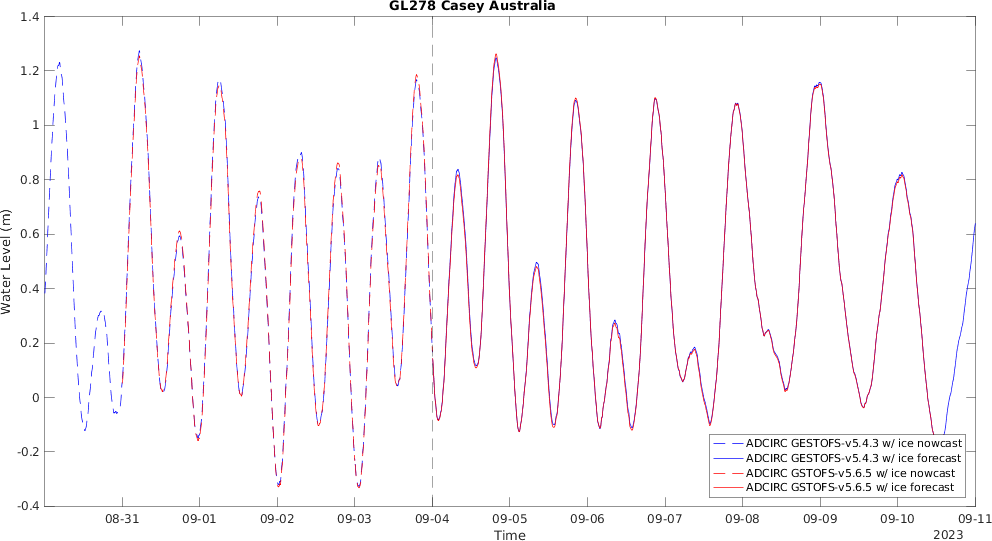 GL278 Casey Australia
1.4
1.2
1
0.8
0.6
0.4
0.2
0
-0.2
-0.4
Water Level (m)
ADCIRC GESTOFS-v5.4.3 w/ ice nowcast
ADCIRC GESTOFS-v5.4.3 w/ ice forecast
ADCIRC GSTOFS-v5.6.5 w/ ice nowcast
ADCIRC GSTOFS-v5.6.5 w/ ice forecast
08-31 09-01 09-02 09-03 09-04 09-05 09-06 09-07 09-08 09-09 09-10 09-11
Time
2023